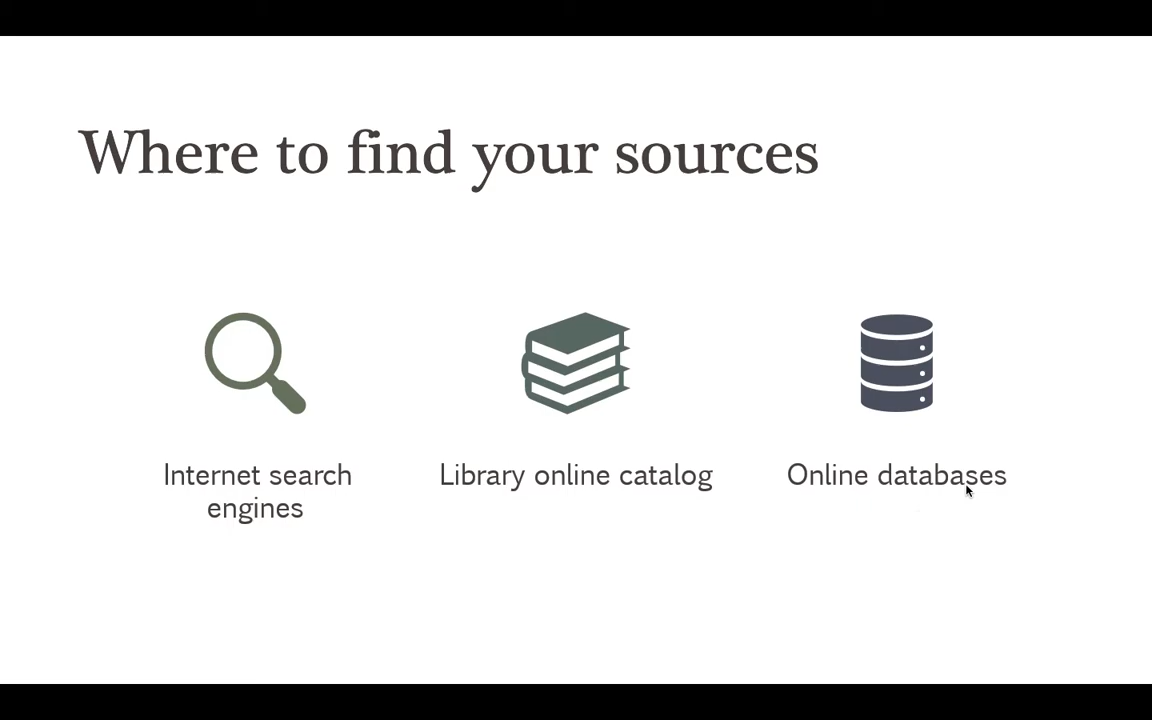 Where to find your sources
Internet search
engines
Library online catalog
Online databases